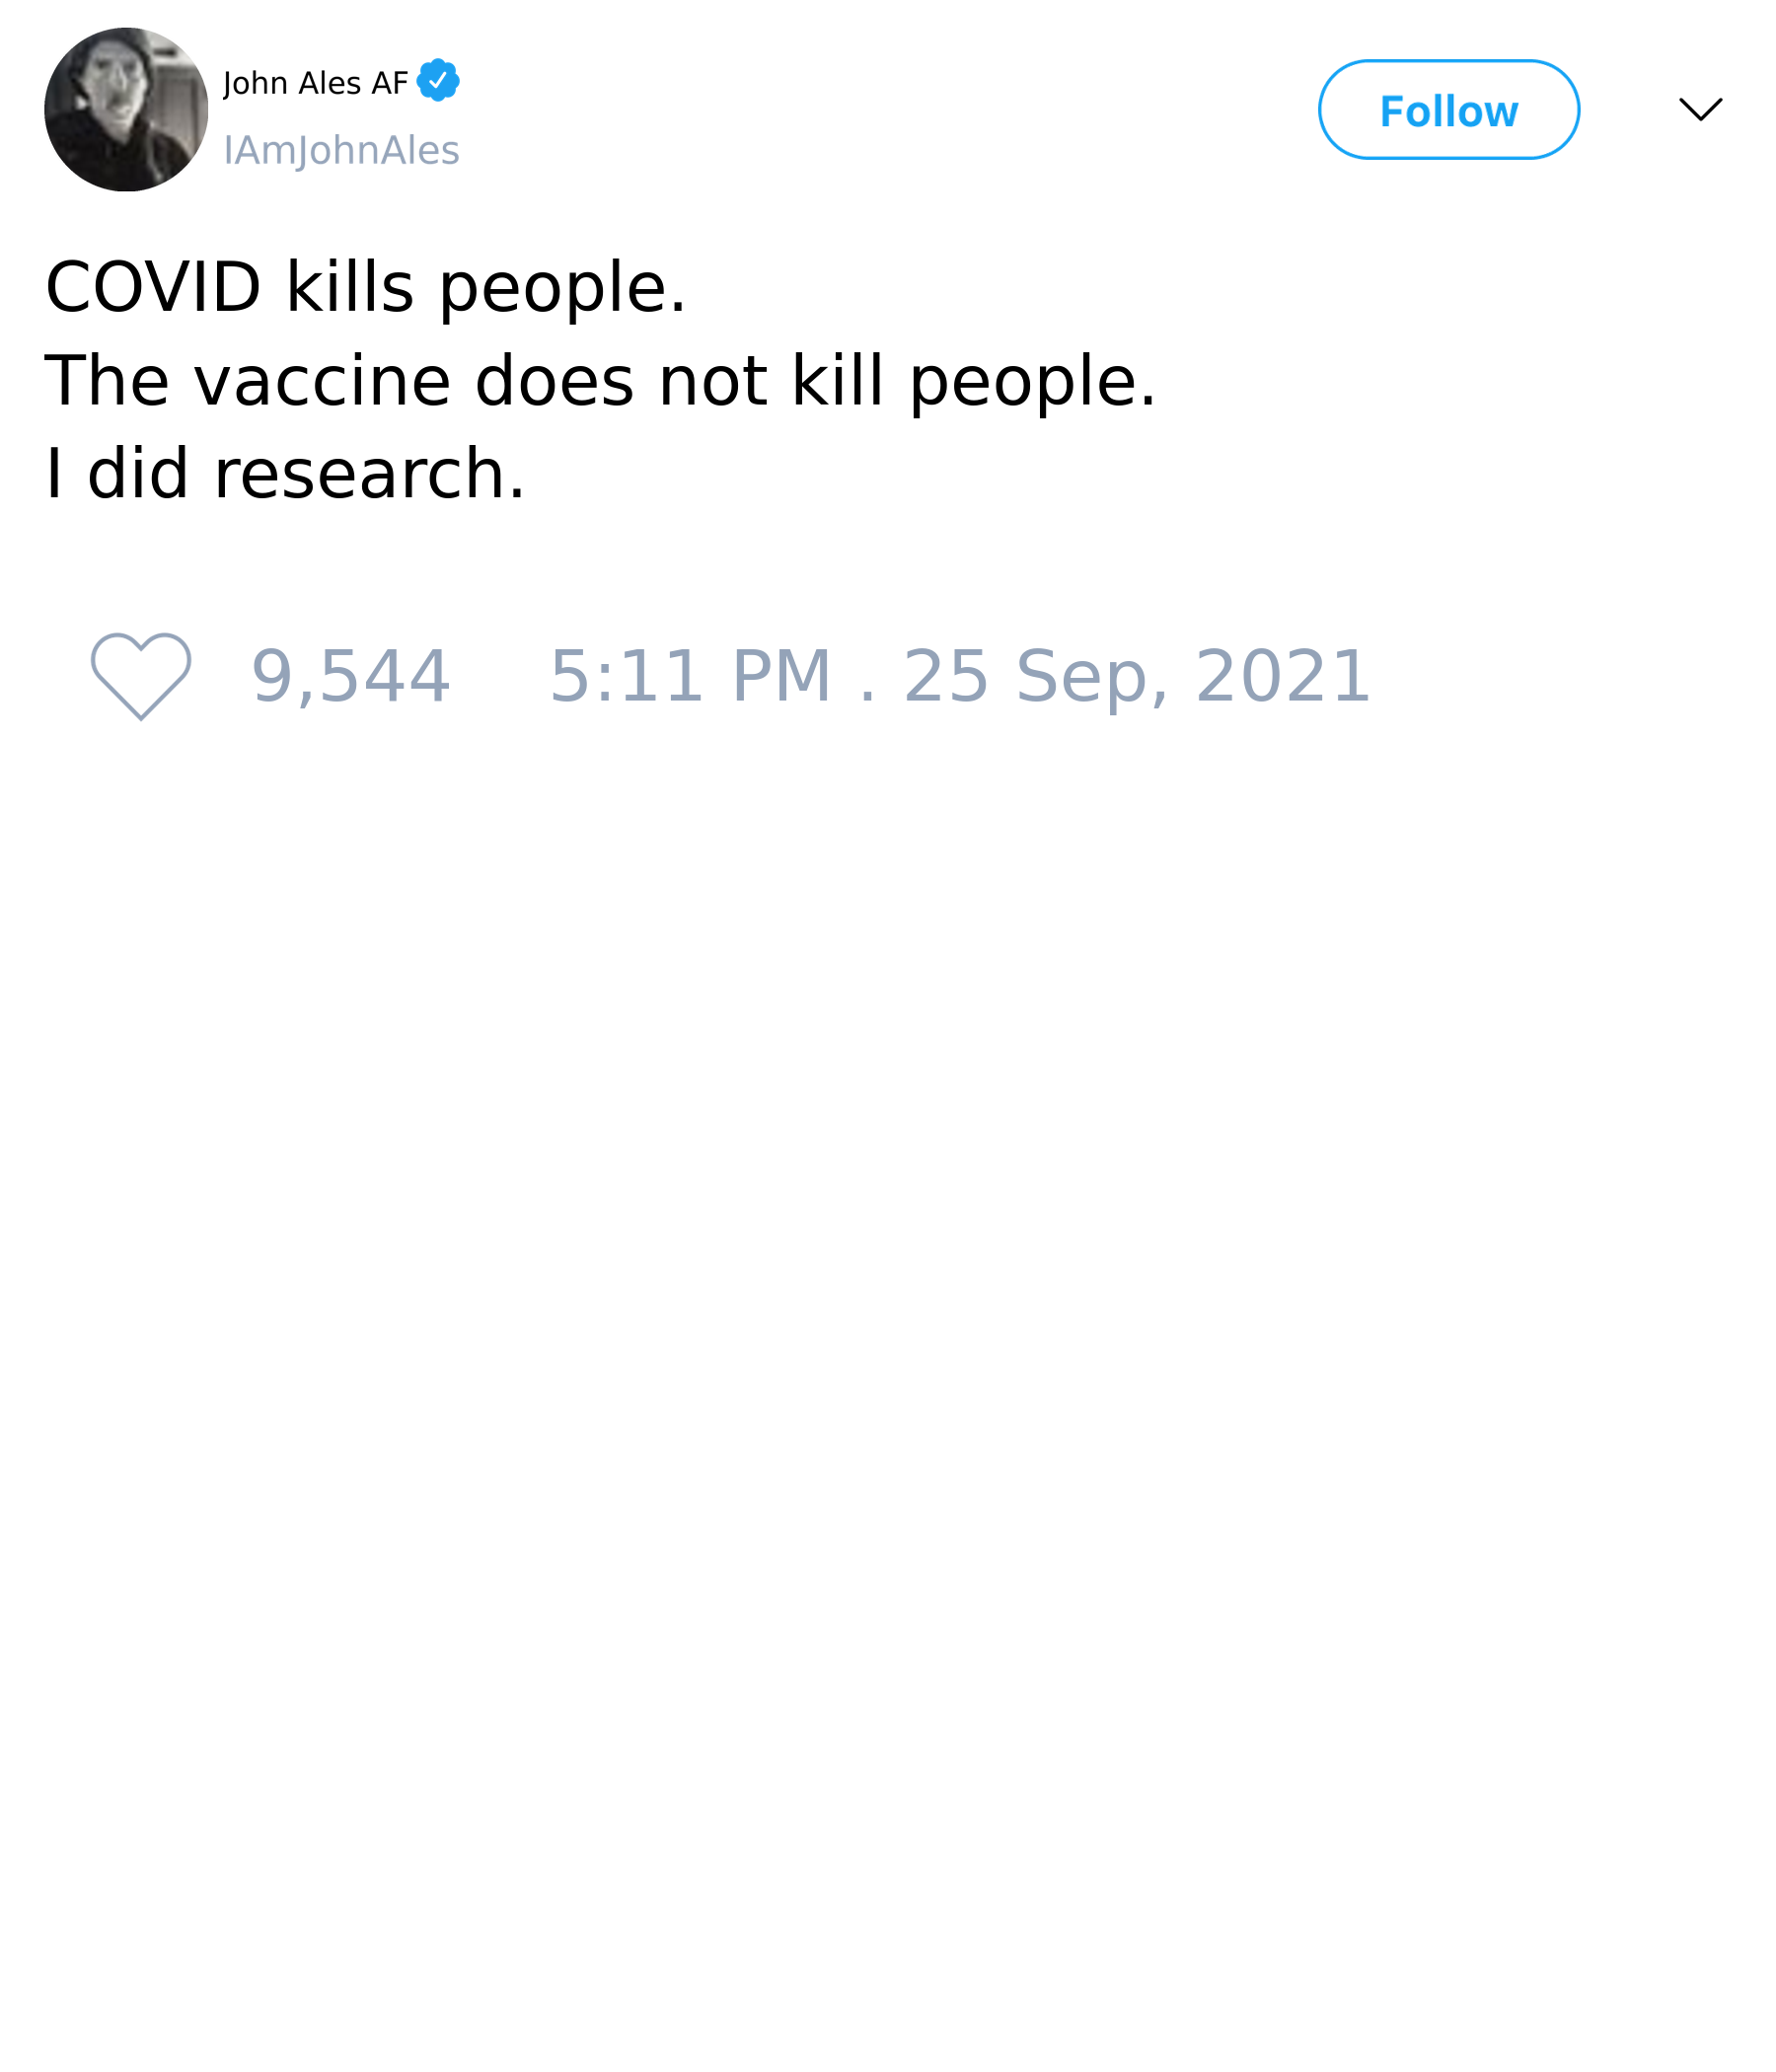 John Ales AF
IAmJohnAles
Follow
COVID kills people.
The vaccine does not kill people.
I did research.
9,544 5:11 PM . 25 Sep, 2021